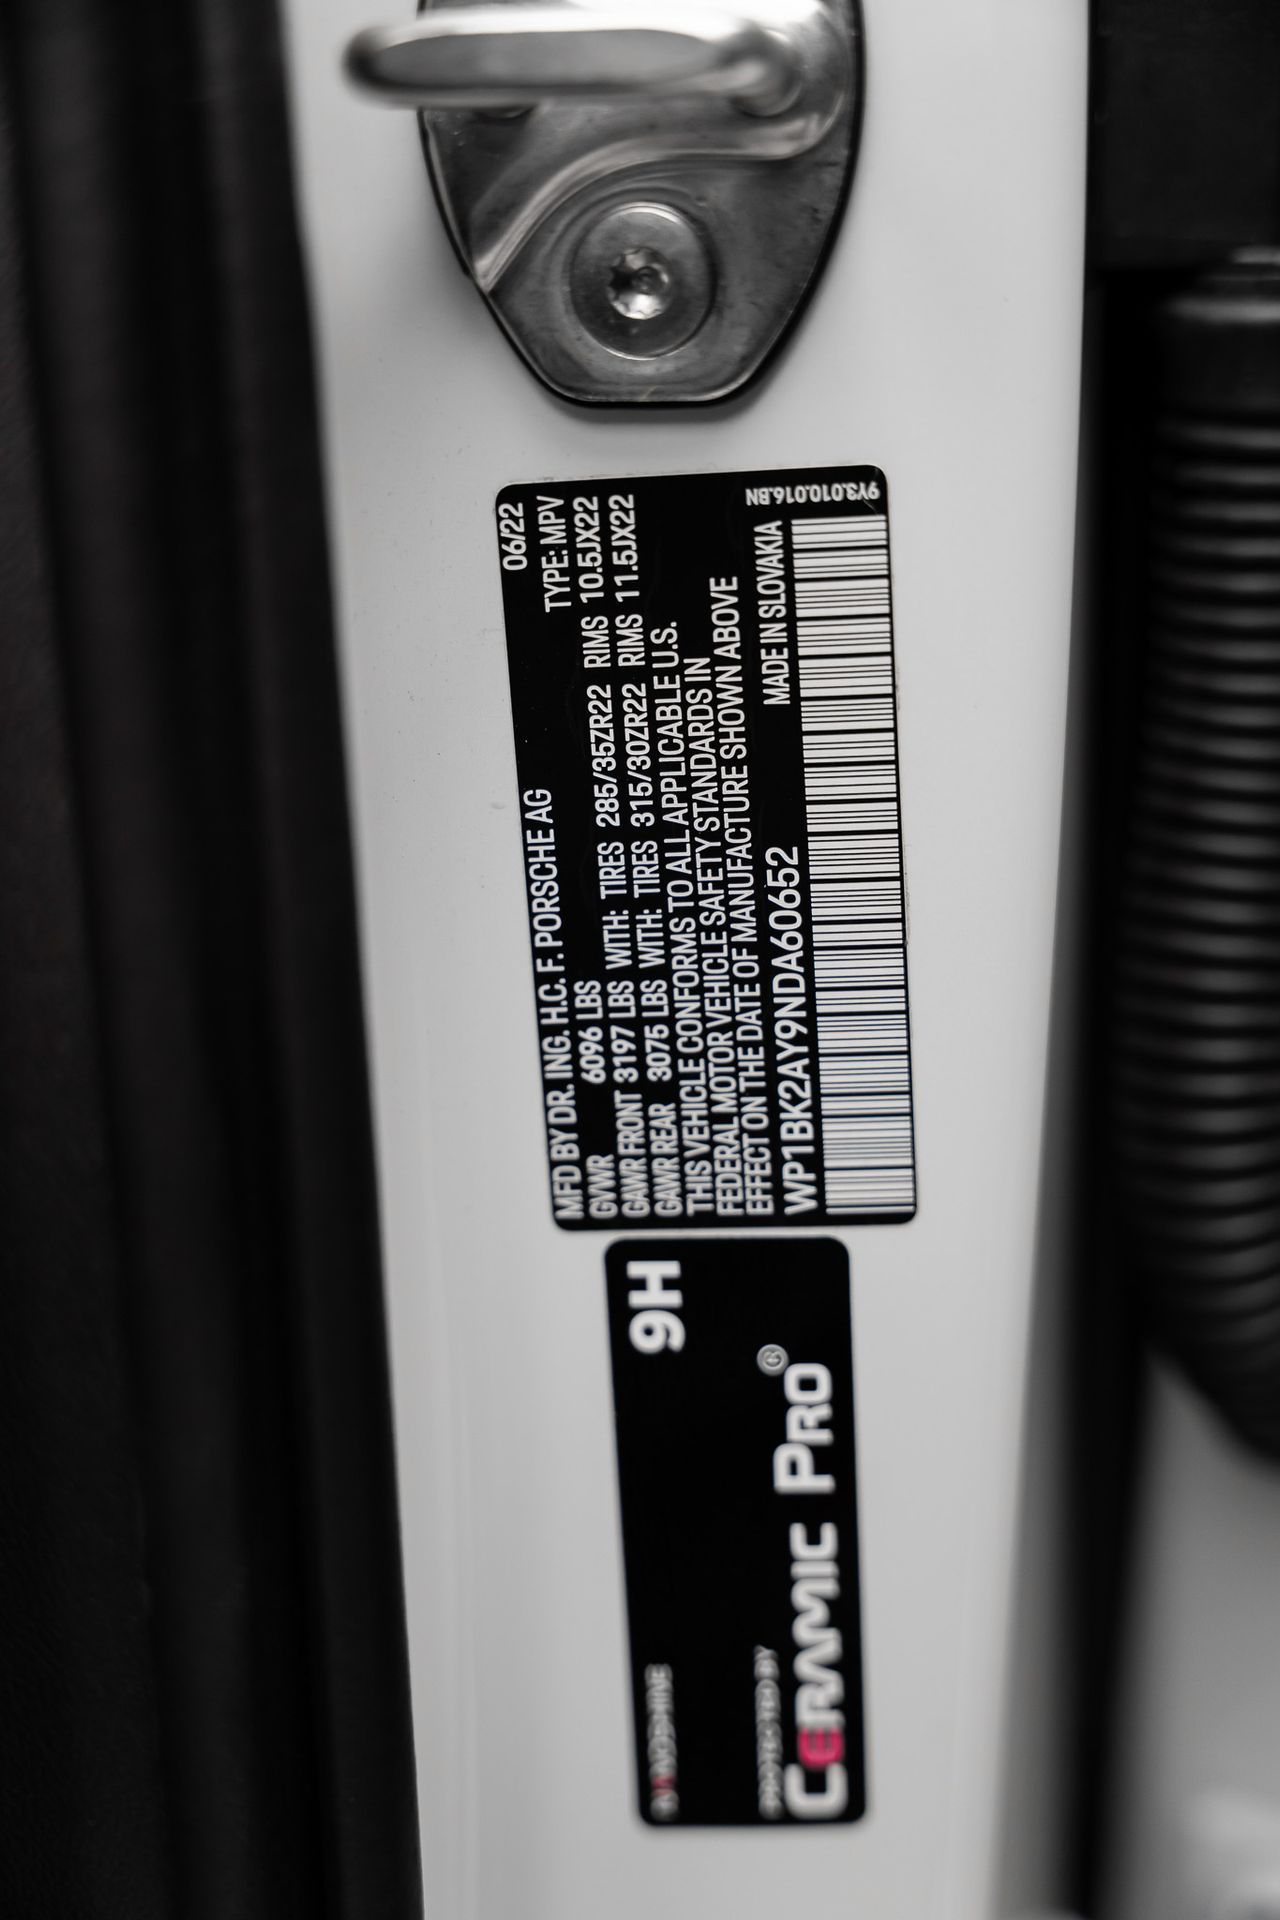 MFD BY DR. ING. H.C. F. PORSCHE AG 06/22
GVWR 6096 LBS TYPE: MPV
GAWR FRONT 3197 LBS WITH: TIRES 285/35ZR22 RIMS 10.5JX22
GAWR REAR 3075 LBS WITH: TIRES 315/30ZR22 RIMS 11.5JX22
THIS VEHICLE CONFORMS TO ALL APPLICABLE U.S.
FEDERAL MOTOR VEHICLE SAFETY STANDARDS IN
EFFECT ON THE DATE OF MANUFACTURE SHOWN ABOVE
WP1BK2AY9NDA60652 MADE IN SLOVAKIA
9Y3.010.016.BN
NANOSHINE 9H
PROTECTED BY
CERAMIC PRO®